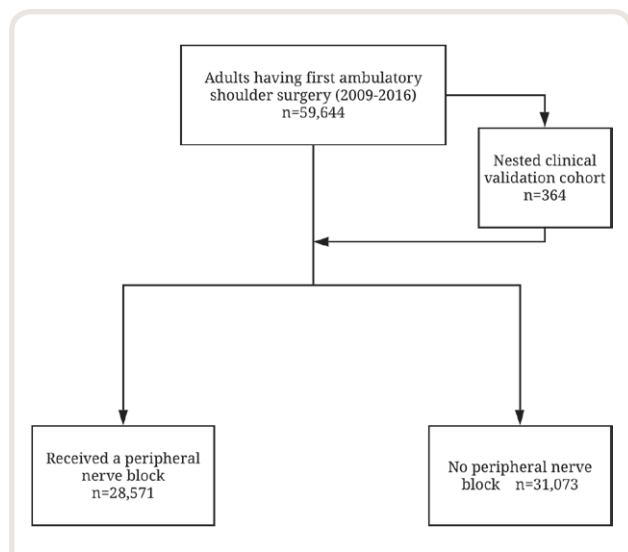 Adults having first ambulatory
shoulder surgery (2009-2016)
n=59,644
Nested clinical
validation cohort
n=364
Received a peripheral
nerve block
n=28,571
No peripheral nerve
block n=31,073